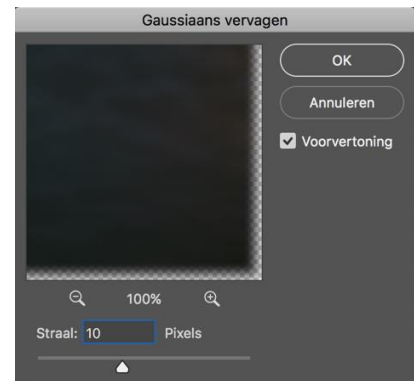 Gaussiaans vervagen
OK
Annuleren
Voorvertoning
100%
Straal: 10 Pixels